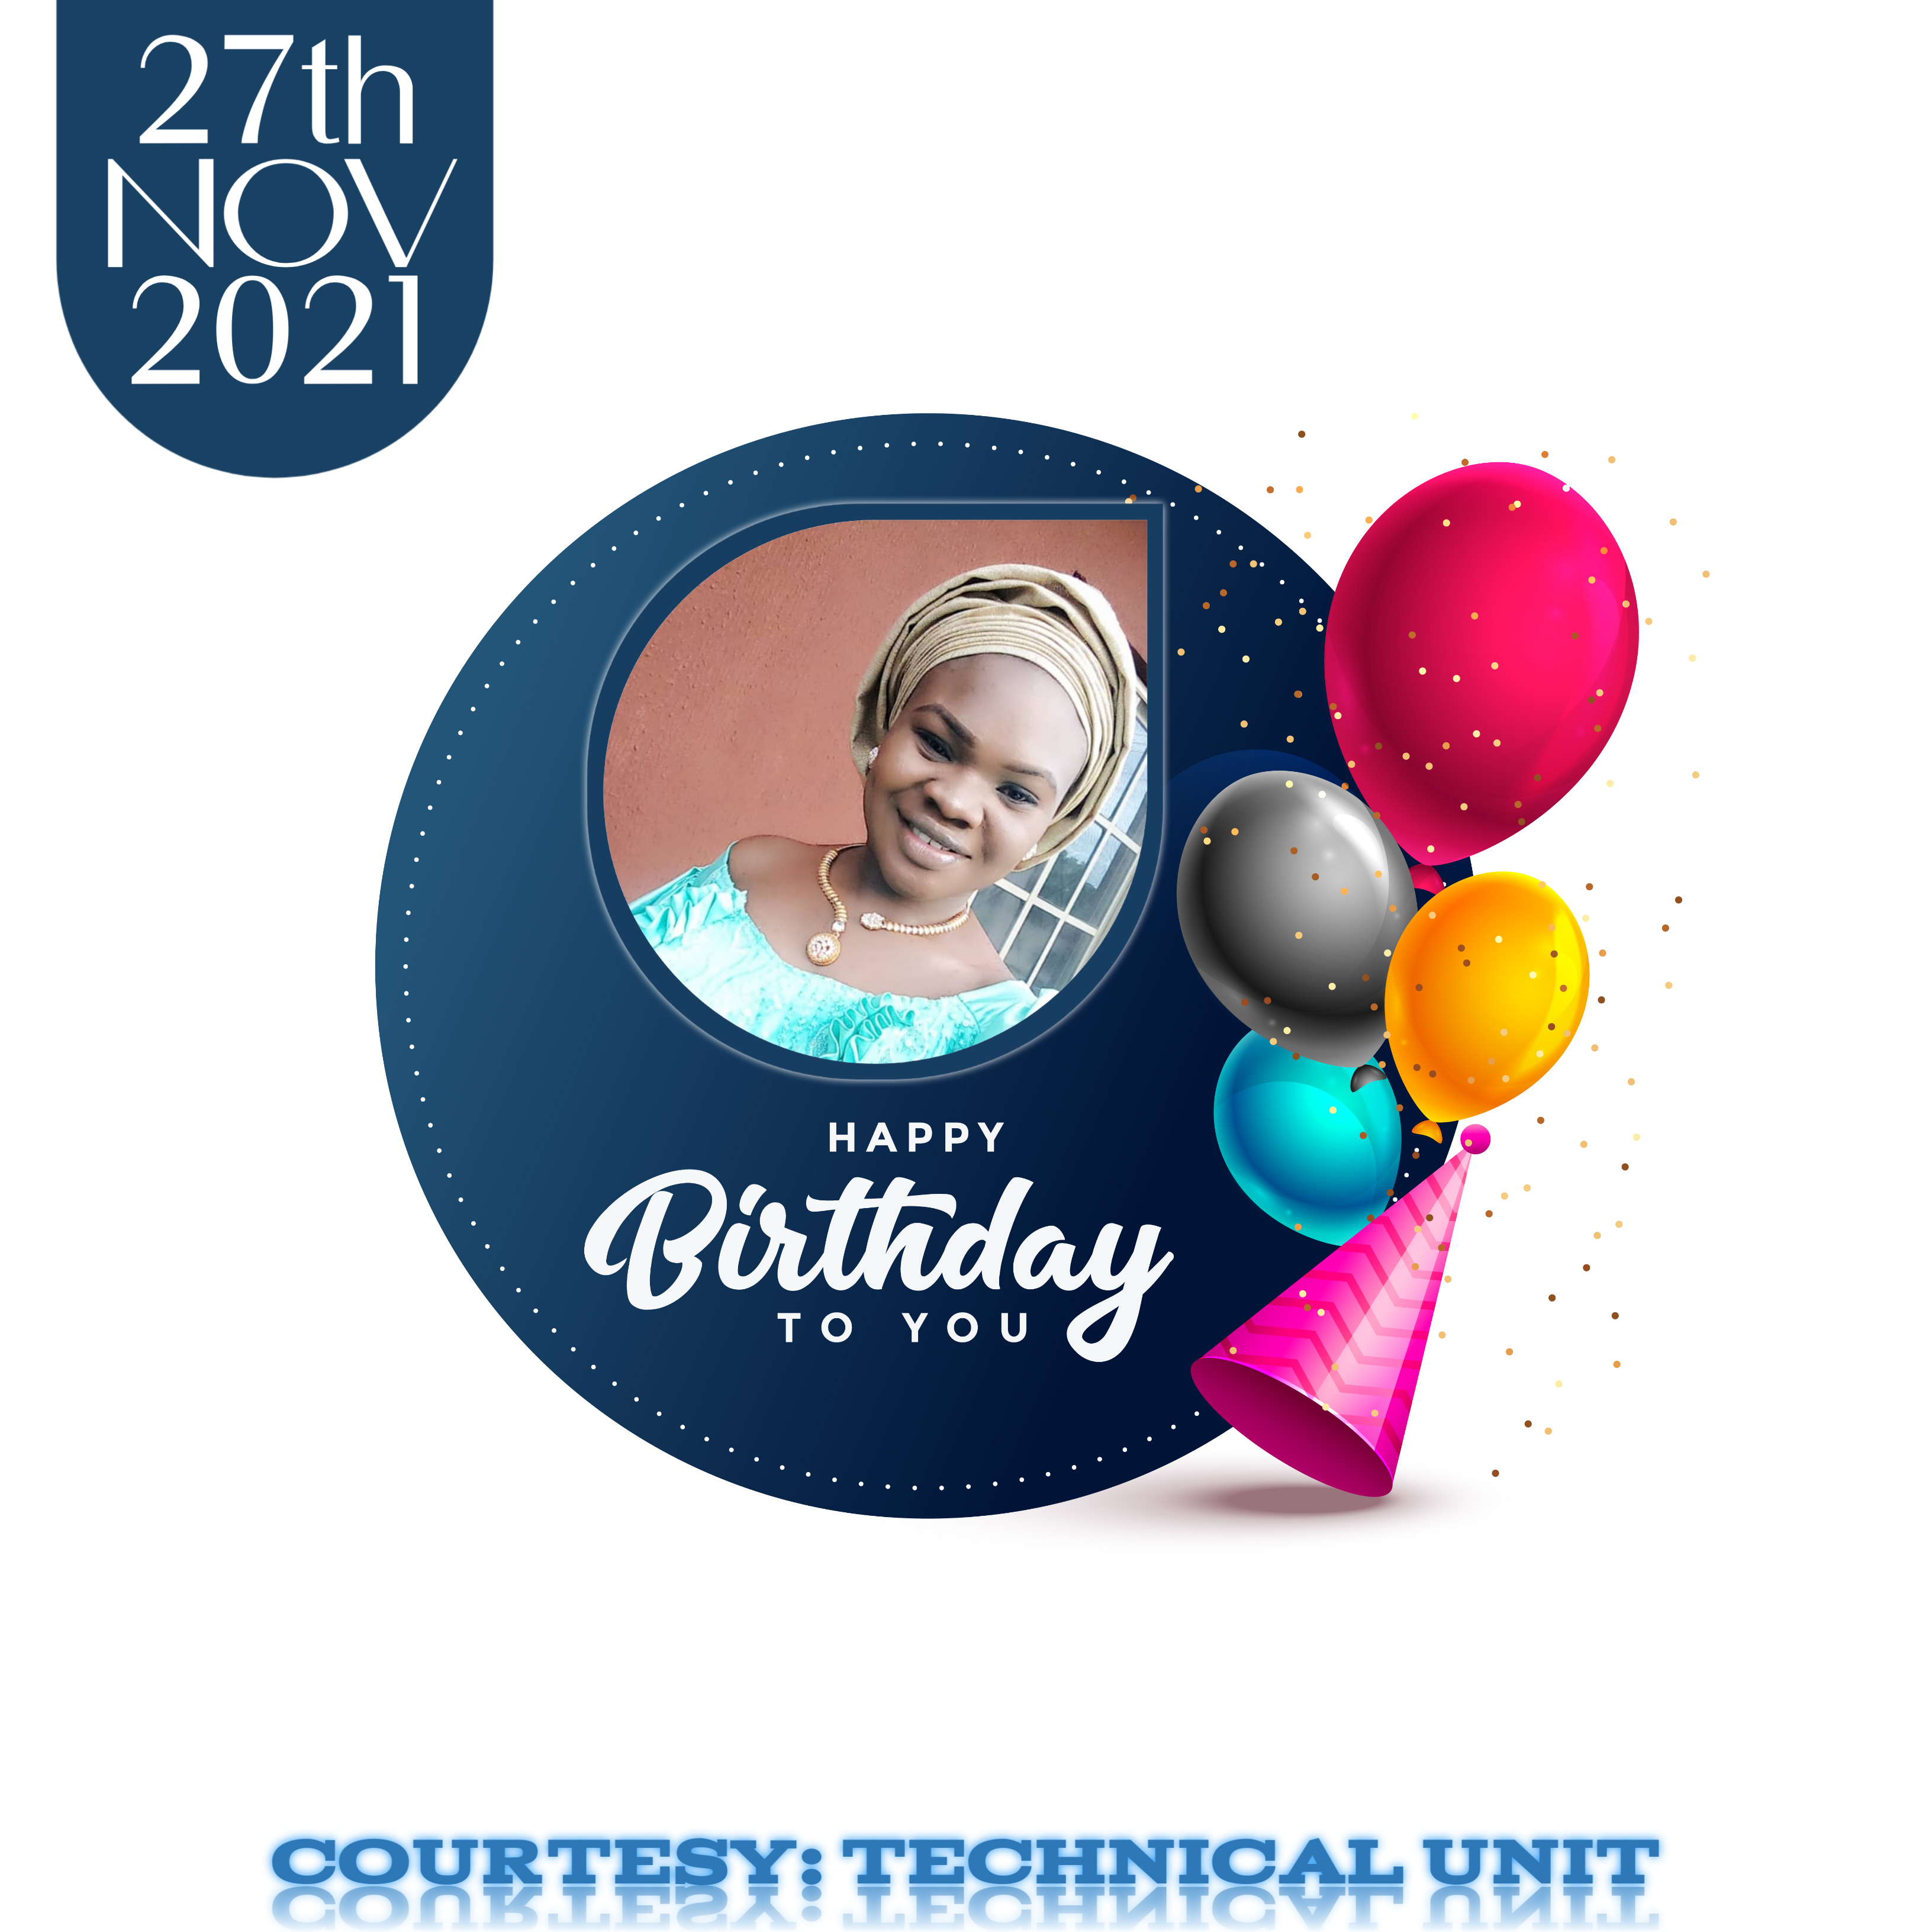 27th
NOV
2021
HAPPY
Birthday
TO YOU
COURTESY: TECHNICAL UNIT